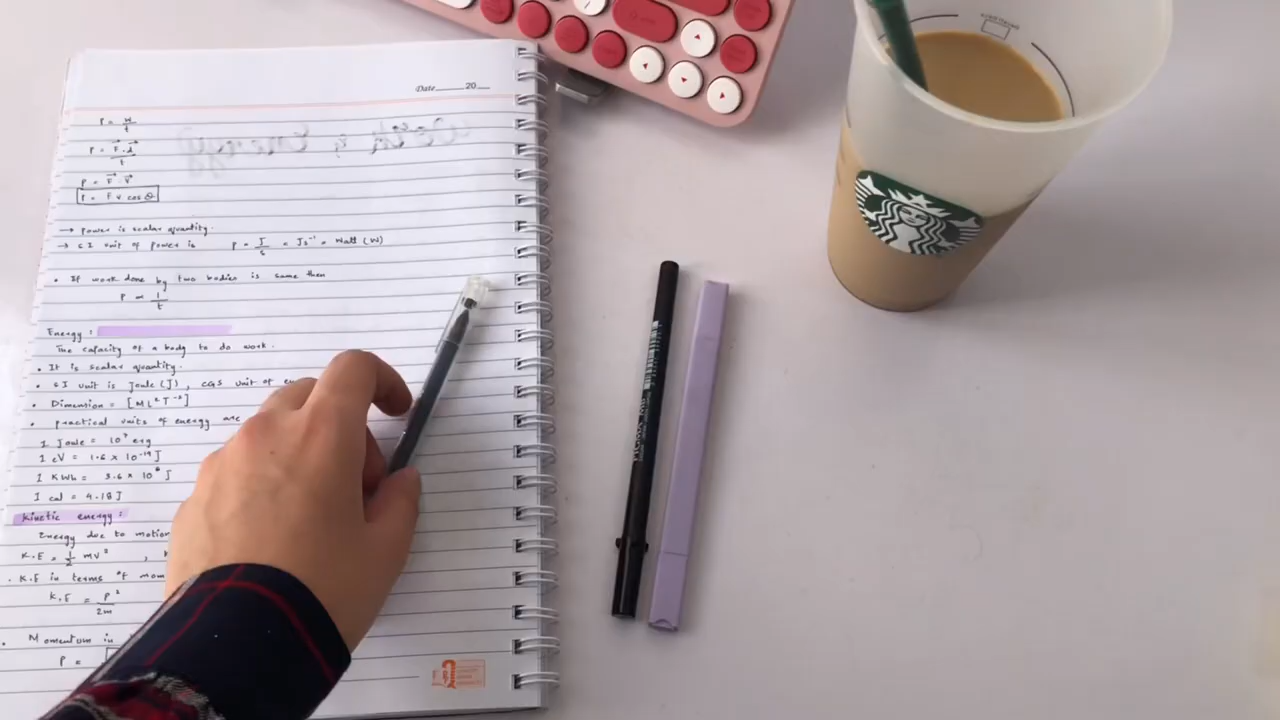 Date 20
P = W/t
P = F⃗.d⃗/t
P = F⃗.V⃗
P = F v cos θ
→ power is scalar quantity.
→ SI unit of power is P = J/s = Js⁻¹ = Watt (W)
• If work done by two bodies is same then
P ∝ 1/t
Energy:
The capacity of a body to do work.
• It is scalar quantity.
• SI unit is Joule (J), CGS unit of
• Dimension = [ML²T⁻²]
• practical units of energy are
1 Joule = 10⁷ erg
1 eV = 1.6 x 10⁻¹⁹ J
1 KWh = 3.6 x 10⁶ J
1 cal = 4.18 J
Kinetic energy:
Energy due to motion
K.E = 1/2 mv²,
• K.E in terms of
K.E = P²/2m
• Momentum in
P =